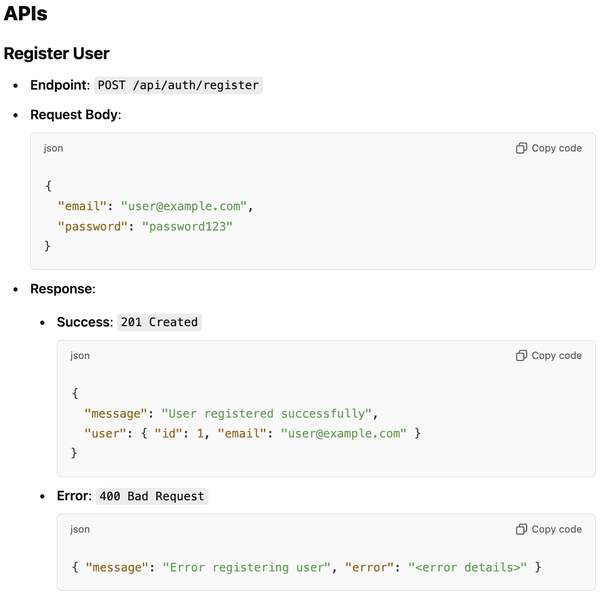 APIs
Register User
• Endpoint: POST /api/auth/register
• Request Body:
json
Copy code
{
"email": "user@example.com",
"password": "password123"
}
• Response:
• Success: 201 Created
json
Copy code
{
"message": "User registered successfully",
"user": { "id": 1, "email": "user@example.com" }
}
• Error: 400 Bad Request
json
Copy code
{ "message": "Error registering user", "error": "<error details>" }